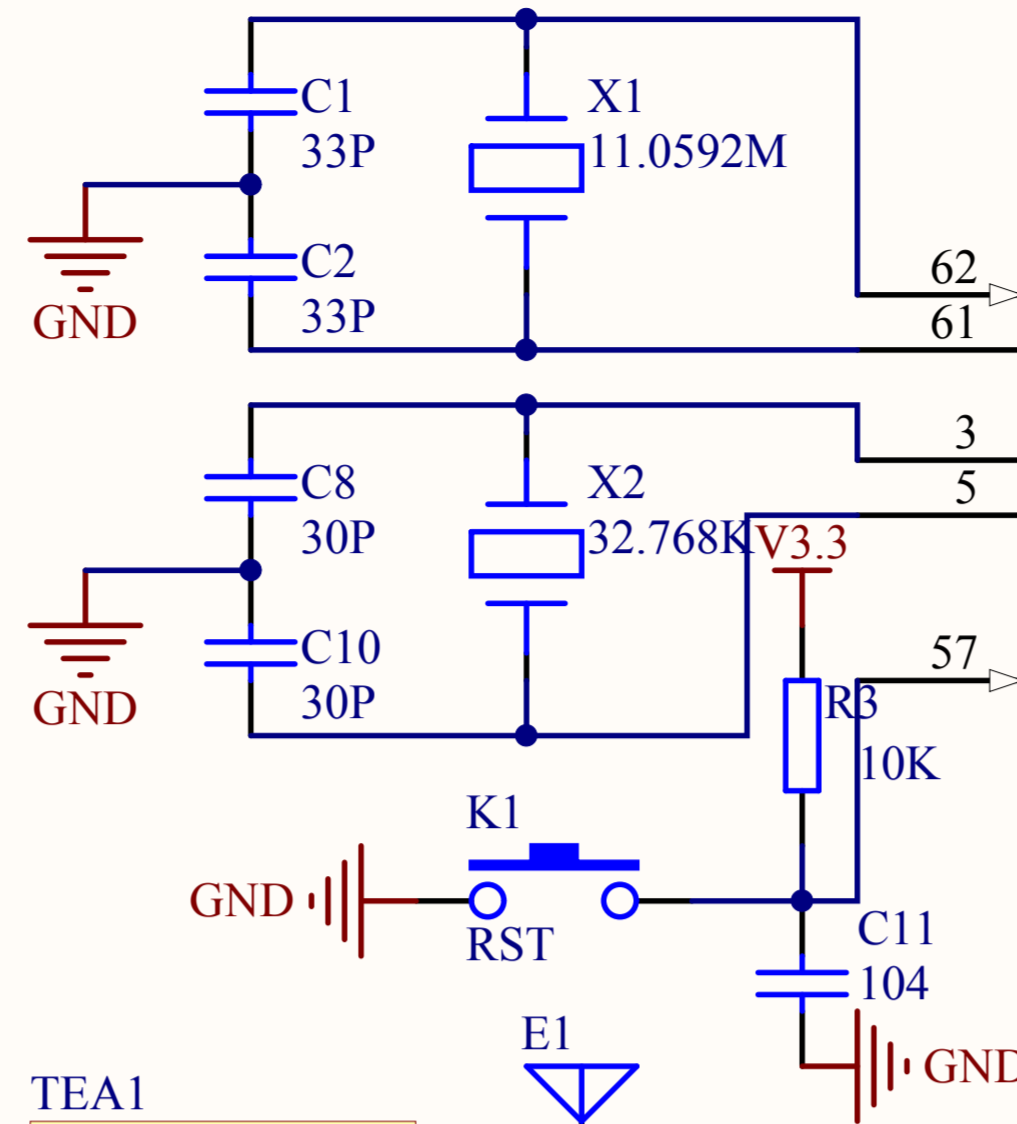 C1
33P
X1
11.0592M
GND
C2
33P
62
61
C8
30P
X2
32.768K
V3.3
3
5
GND
C10
30P
57
R3
10K
K1
GND
RST
C11
104
E1
GND
TEA1